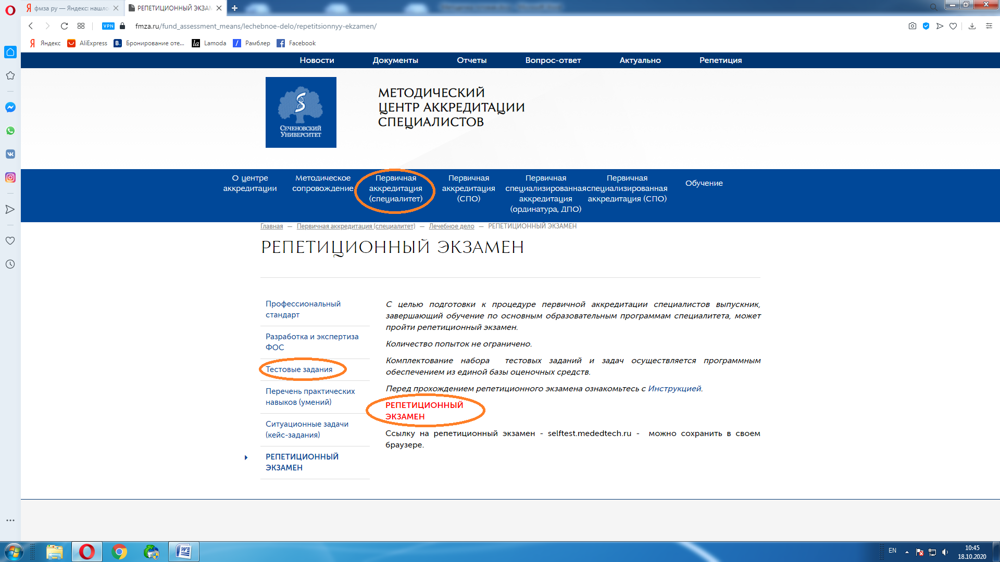 фмза ру — Яндекс: нашло
РЕПЕТИЦИОННЫЙ ЭКЗАМ
VPN
fmza.ru/fund_assessment_means/lechebnoe-delo/repetitsionnyy-ekzamen/
Яндекс
AliExpress
Бронирование оте...
Lamoda
Рамблер
Facebook
Новости
Документы
Отчеты
Вопрос-ответ
Актуально
Репетиция
СЕЧЕНОВСКИЙ
УНИВЕРСИТЕТ
МЕТОДИЧЕСКИЙ
ЦЕНТР АККРЕДИТАЦИИ
СПЕЦИАЛИСТОВ
О центре
аккредитации
Методическое
сопровождение
Первичная
аккредитация
(специалитет)
Первичная
аккредитация
(СПО)
Первичная
специализированная
аккредитация
(ординатура, ДПО)
Первичная
специализированная
аккредитация (СПО)
Обучение
Главная — Первичная аккредитация (специалитет) — Лечебное дело — РЕПЕТИЦИОННЫЙ ЭКЗАМЕН
РЕПЕТИЦИОННЫЙ ЭКЗАМЕН
Профессиональный
стандарт
Разработка и экспертиза
ФОС
Тестовые задания
Перечень практических
навыков (умений)
Ситуационные задачи
(кейс-задания)
РЕПЕТИЦИОННЫЙ
ЭКЗАМЕН
С целью подготовки к процедуре первичной аккредитации специалистов выпускник,
завершающий обучение по основным образовательным программам специалитета, может
пройти репетиционный экзамен.
Количество попыток не ограничено.
Комплектование набора тестовых заданий и задач осуществляется программным
обеспечением из единой базы оценочных средств.
Перед прохождением репетиционного экзамена ознакомьтесь с Инструкцией.
РЕПЕТИЦИОННЫЙ
ЭКЗАМЕН
Ссылку на репетиционный экзамен - selftest.mededtech.ru - можно сохранить в своем
браузере.
EN
10:45
18.10.2020